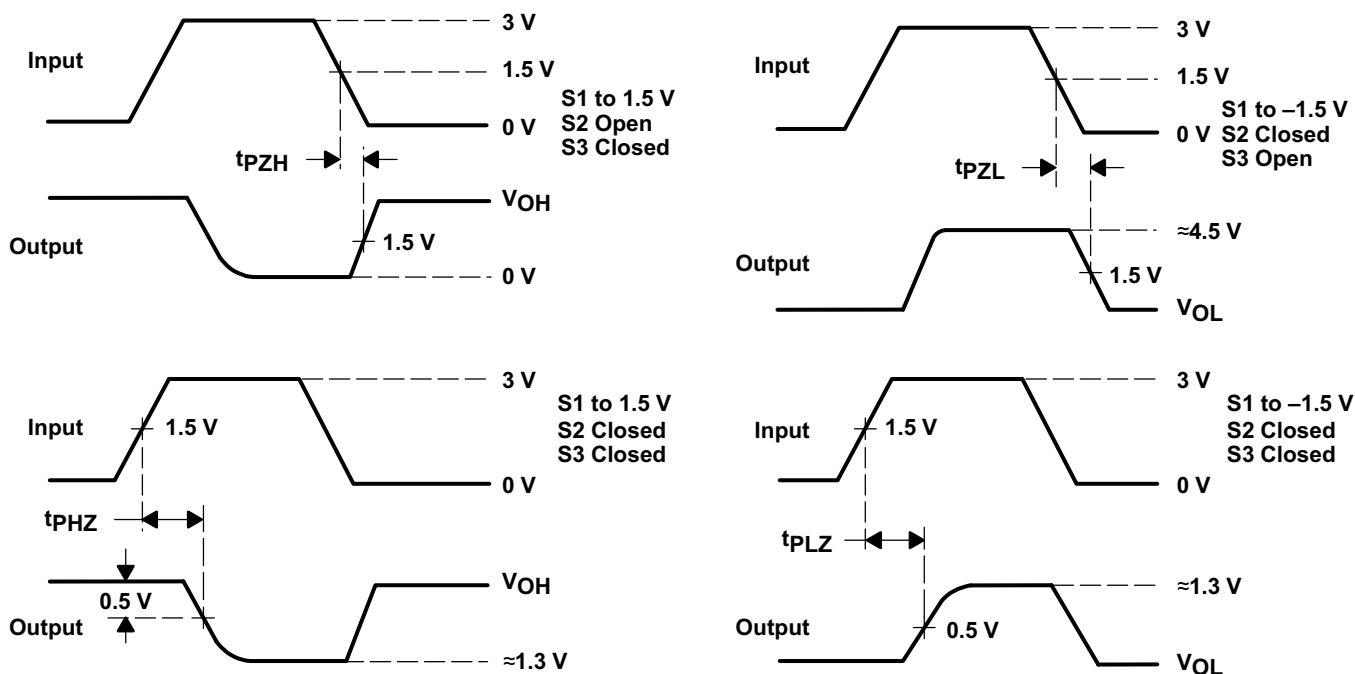 3 V
Input
1.5 V
S1 to 1.5 V
S2 Open
S3 Closed
0 V
tPZH
VOH
Output
1.5 V
0 V
3 V
Input
1.5 V
S1 to –1.5 V
S2 Closed
S3 Open
0 V
tPZL
≈4.5 V
Output
1.5 V
VOL
3 V
Input
1.5 V
S1 to 1.5 V
S2 Closed
S3 Closed
0 V
tPHZ
VOH
0.5 V
Output
≈1.3 V
3 V
Input
1.5 V
S1 to –1.5 V
S2 Closed
S3 Closed
0 V
tPLZ
≈1.3 V
Output
0.5 V
VOL